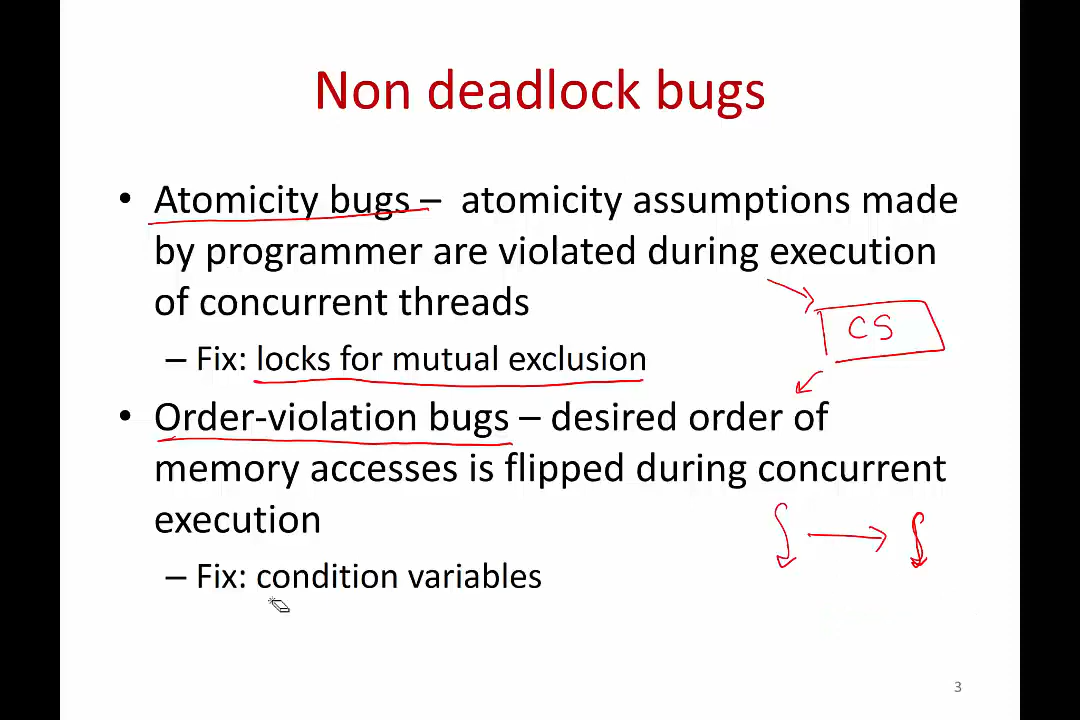 Non deadlock bugs
• Atomicity bugs – atomicity assumptions made
by programmer are violated during execution
of concurrent threads
CS
– Fix: locks for mutual exclusion
• Order-violation bugs – desired order of
memory accesses is flipped during concurrent
execution
– Fix: condition variables
3